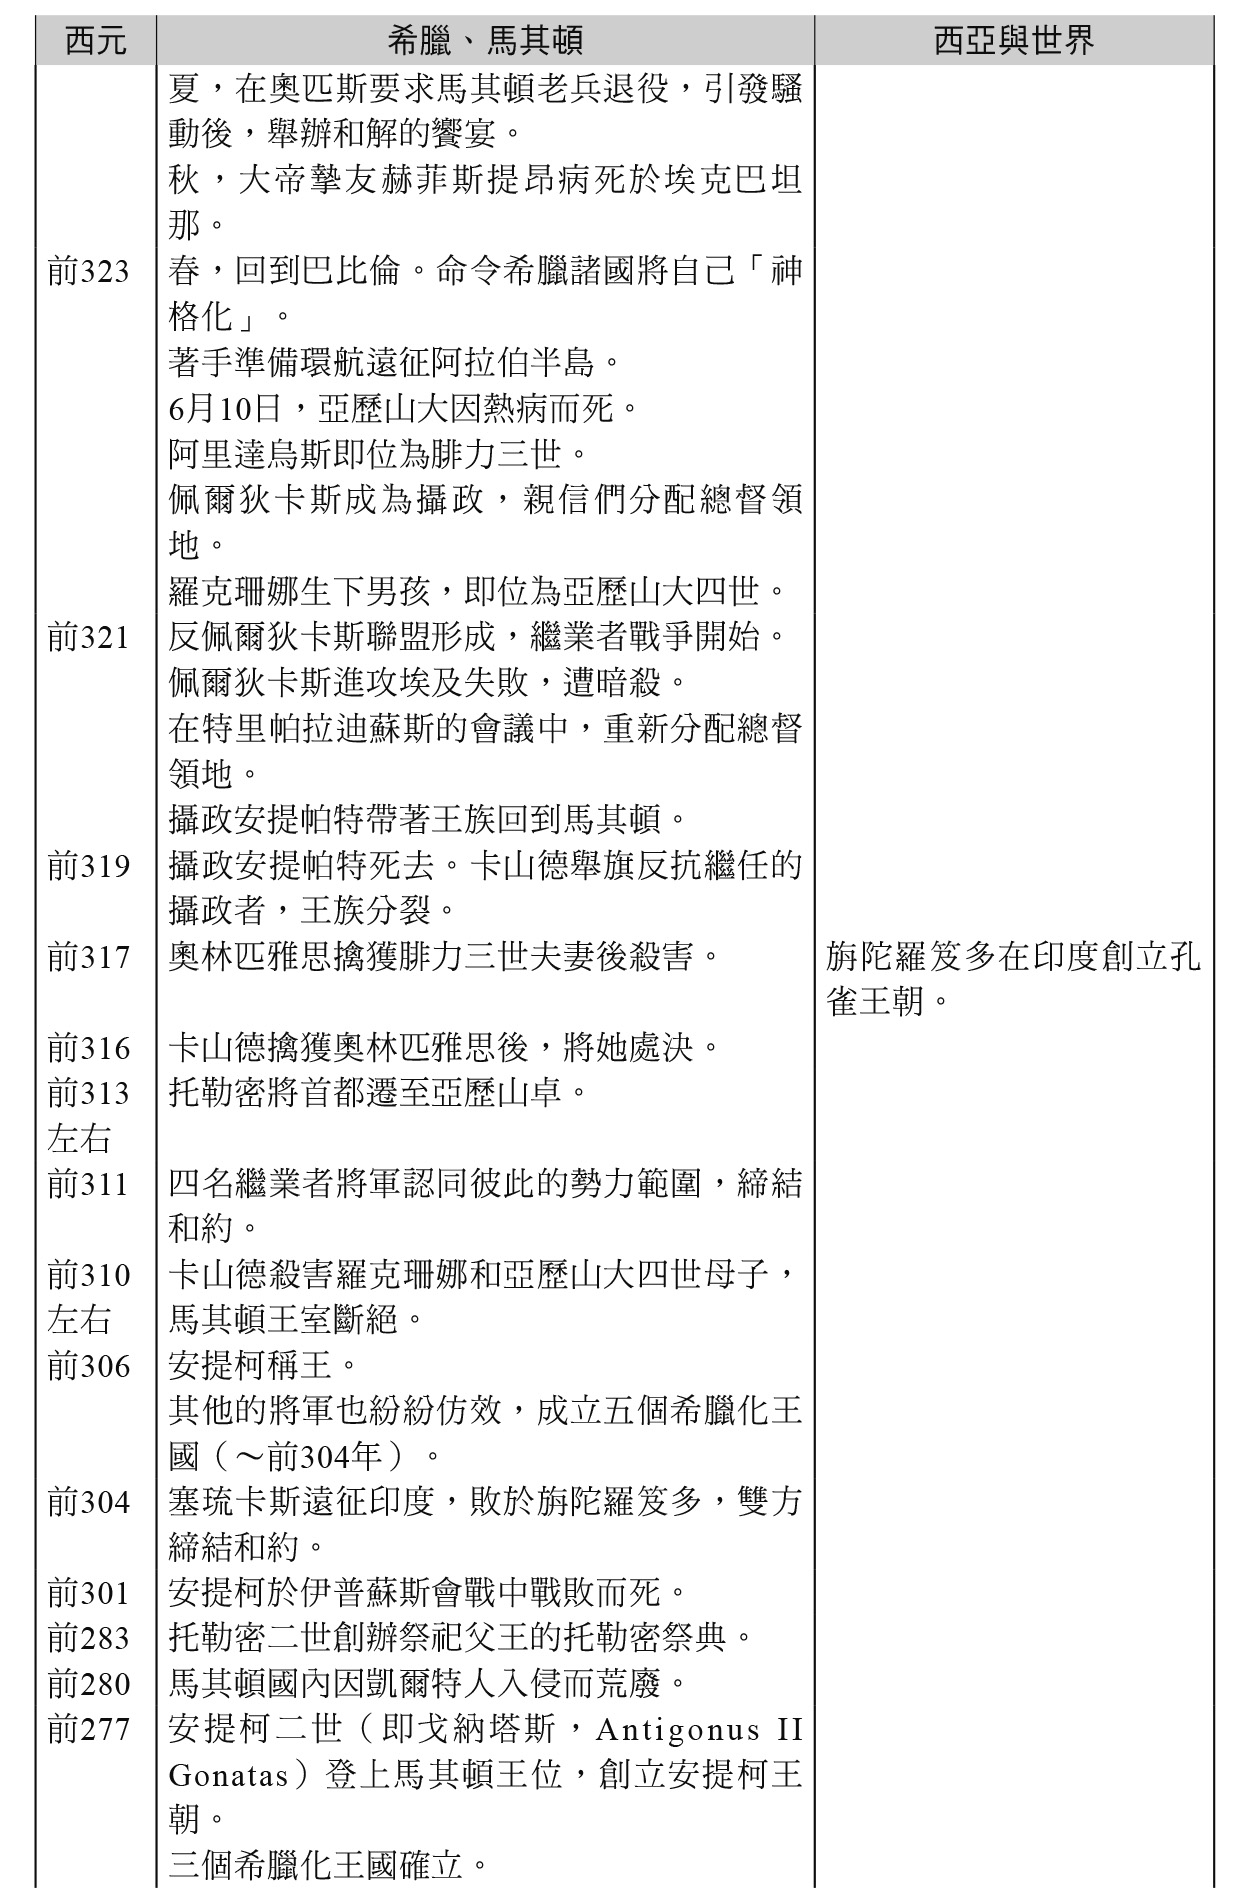 西元 希臘、馬其頓 西亞與世界
夏，在奧匹斯要求馬其頓老兵退役，引發騷
動後，舉辦和解的饗宴。
秋，大帝摯友赫菲斯提昂病死於埃克巴坦
那。
前323 春，回到巴比倫。命令希臘諸國將自己「神
格化」。
著手準備環航遠征阿拉伯半島。
6月10日，亞歷山大因熱病而死。
阿里達烏斯即位為腓力三世。
佩爾狄卡斯成為攝政，親信們分配總督領
地。
羅克珊娜生下男孩，即位為亞歷山大四世。
前321 反佩爾狄卡斯聯盟形成，繼業者戰爭開始。
佩爾狄卡斯進攻埃及失敗，遭暗殺。
在特里帕拉迪蘇斯的會議中，重新分配總督
領地。
攝政安提帕特帶著王族回到馬其頓。
前319 攝政安提帕特死去。卡山德舉旗反抗繼任的
攝政者，王族分裂。
前317 奧林匹雅思擒獲腓力三世夫妻後殺害。 旃陀羅笈多在印度創立孔
雀王朝。
前316 卡山德擒獲奧林匹雅思後，將她處決。
前313 托勒密將首都遷至亞歷山卓。
左右
前311 四名繼業者將軍認同彼此的勢力範圍，締結
和約。
前310 卡山德殺害羅克珊娜和亞歷山大四世母子，
左右 馬其頓王室斷絕。
前306 安提柯稱王。
其他的將軍也紛紛仿效，成立五個希臘化王
國（～前304年）。
前304 塞琉卡斯遠征印度，敗於旃陀羅笈多，雙方
締結和約。
前301 安提柯於伊普蘇斯會戰中戰敗而死。
前283 托勒密二世創辦祭祀父王的托勒密祭典。
前280 馬其頓國內因凱爾特人入侵而荒廢。
前277 安提柯二世（即戈納塔斯，Antigonus II
Gonatas）登上馬其頓王位，創立安提柯王
朝。
三個希臘化王國確立。